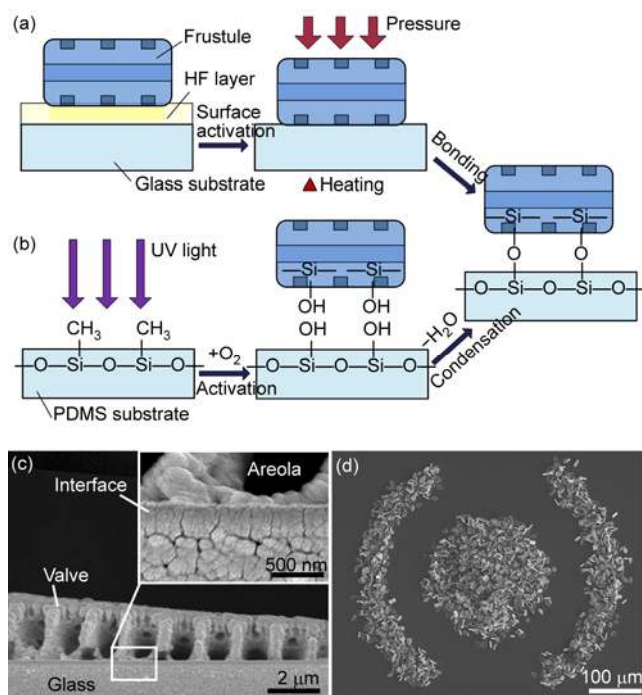 (a)
Frustule
HF layer
Surface
activation
Glass substrate
Pressure
Heating
Bonding
(b)
UV light
CH3
CH3
O
Si
O
Si
O
+O2
Activation
PDMS substrate
Si
Si
OH
OH
OH
OH
O
Si
O
Si
O
–H2O
Condensation
Si
Si
O
O
O
Si
O
Si
O
(c)
Interface
Areola
500 nm
Valve
2 μm
Glass
(d)
100 μm